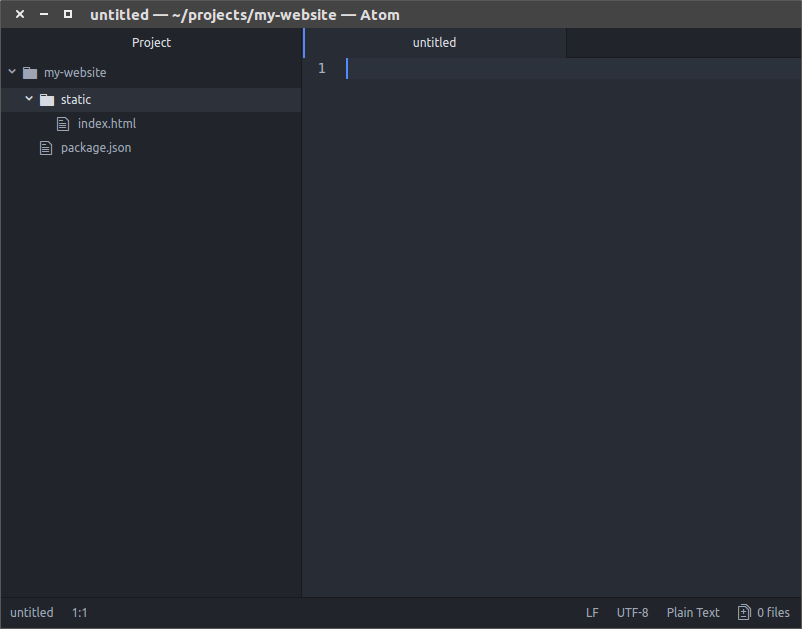 untitled — ~/projects/my-website — Atom
Project
untitled
my-website
static
index.html
package.json
1
untitled 1:1 LF UTF-8 Plain Text 0 files